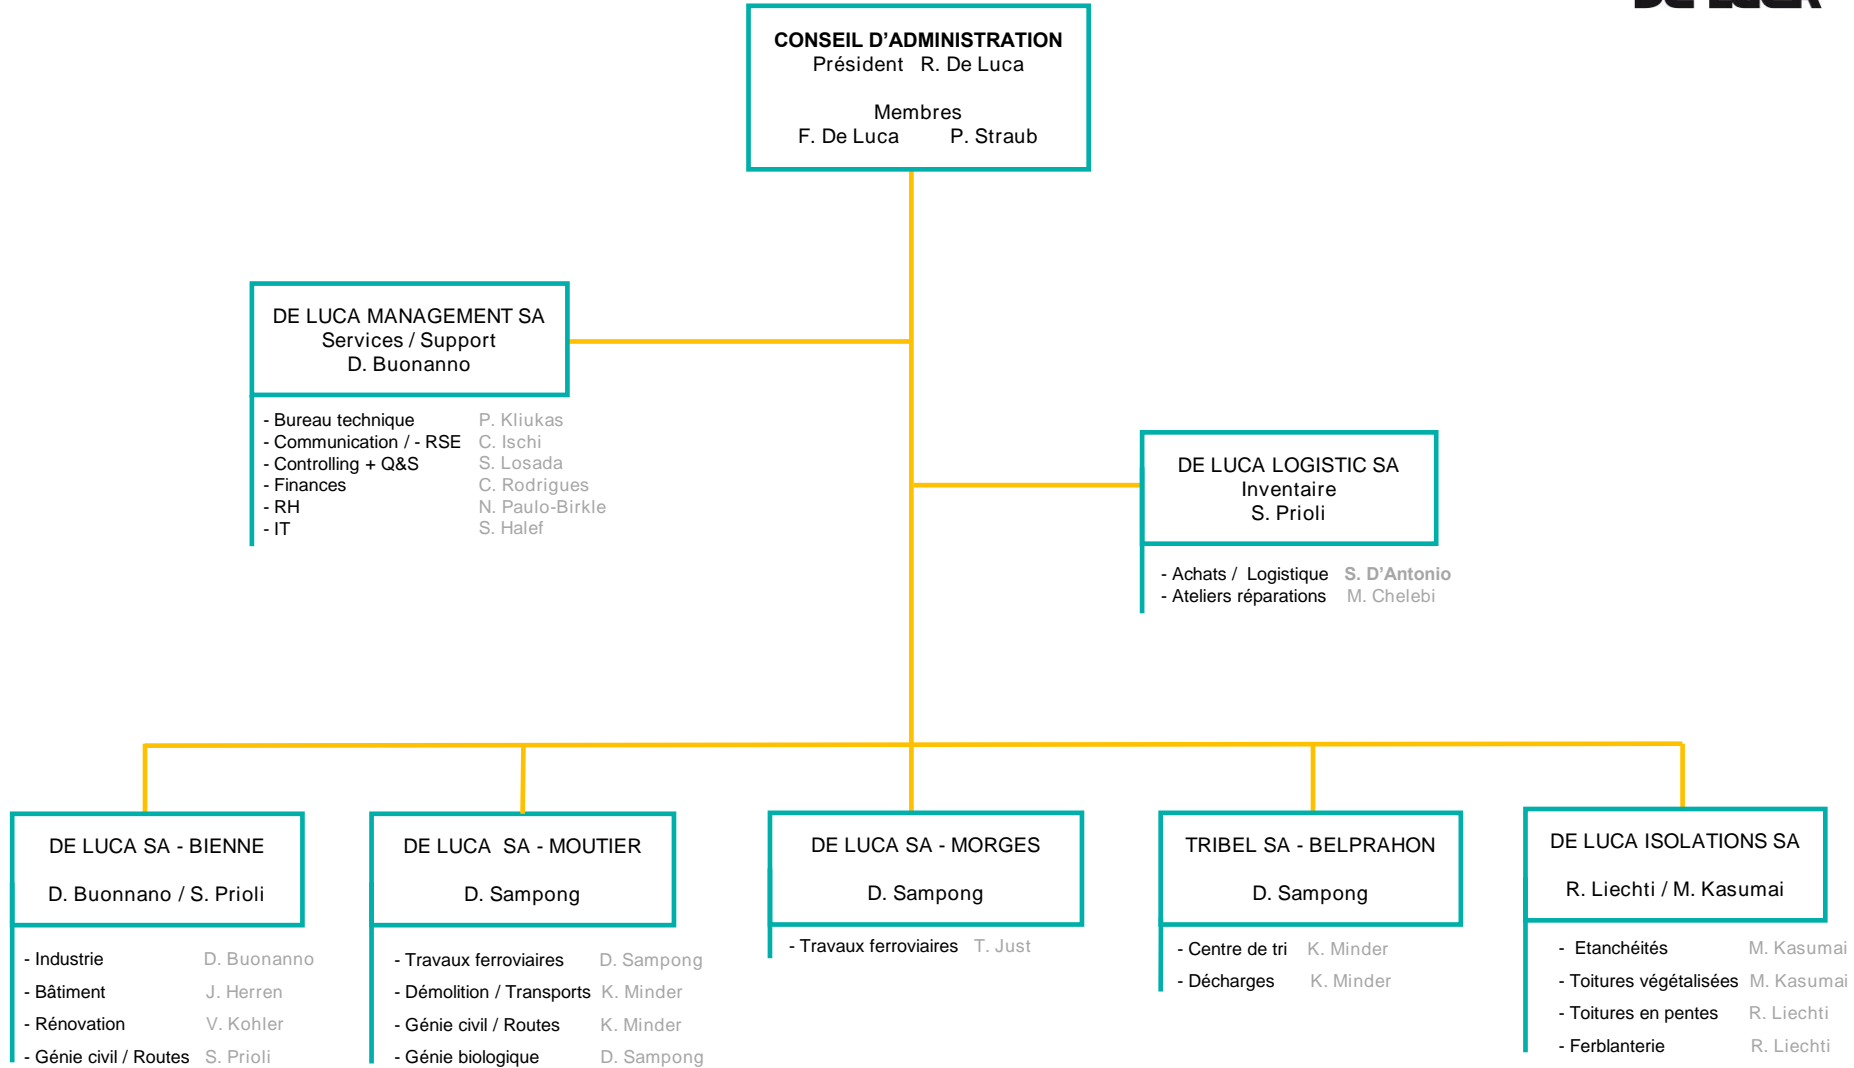 CONSEIL D'ADMINISTRATION
Président R. De Luca
Membres
F. De Luca P. Straub
DE LUCA MANAGEMENT SA
Services / Support
D. Buonanno
- Bureau technique P. Kliukas
- Communication / - RSE C. Ischi
- Controlling + Q&S S. Losada
- Finances C. Rodrigues
- RH N. Paulo-Birkle
- IT S. Halef
DE LUCA LOGISTIC SA
Inventaire
S. Prioli
- Achats / Logistique S. D'Antonio
- Ateliers réparations M. Chelebi
DE LUCA SA - BIENNE
D. Buonnano / S. Prioli
- Industrie D. Buonanno
- Bâtiment J. Herren
- Rénovation V. Kohler
- Génie civil / Routes S. Prioli
DE LUCA SA - MOUTIER
D. Sampong
- Travaux ferroviaires D. Sampong
- Démolition / Transports K. Minder
- Génie civil / Routes K. Minder
- Génie biologique D. Sampong
DE LUCA SA - MORGES
D. Sampong
- Travaux ferroviaires T. Just
TRIBEL SA - BELPRAHON
D. Sampong
- Centre de tri K. Minder
- Décharges K. Minder
DE LUCA ISOLATIONS SA
R. Liechti / M. Kasumai
- Etanchéités M. Kasumai
- Toitures végétalisées M. Kasumai
- Toitures en pentes R. Liechti
- Ferblanterie R. Liechti